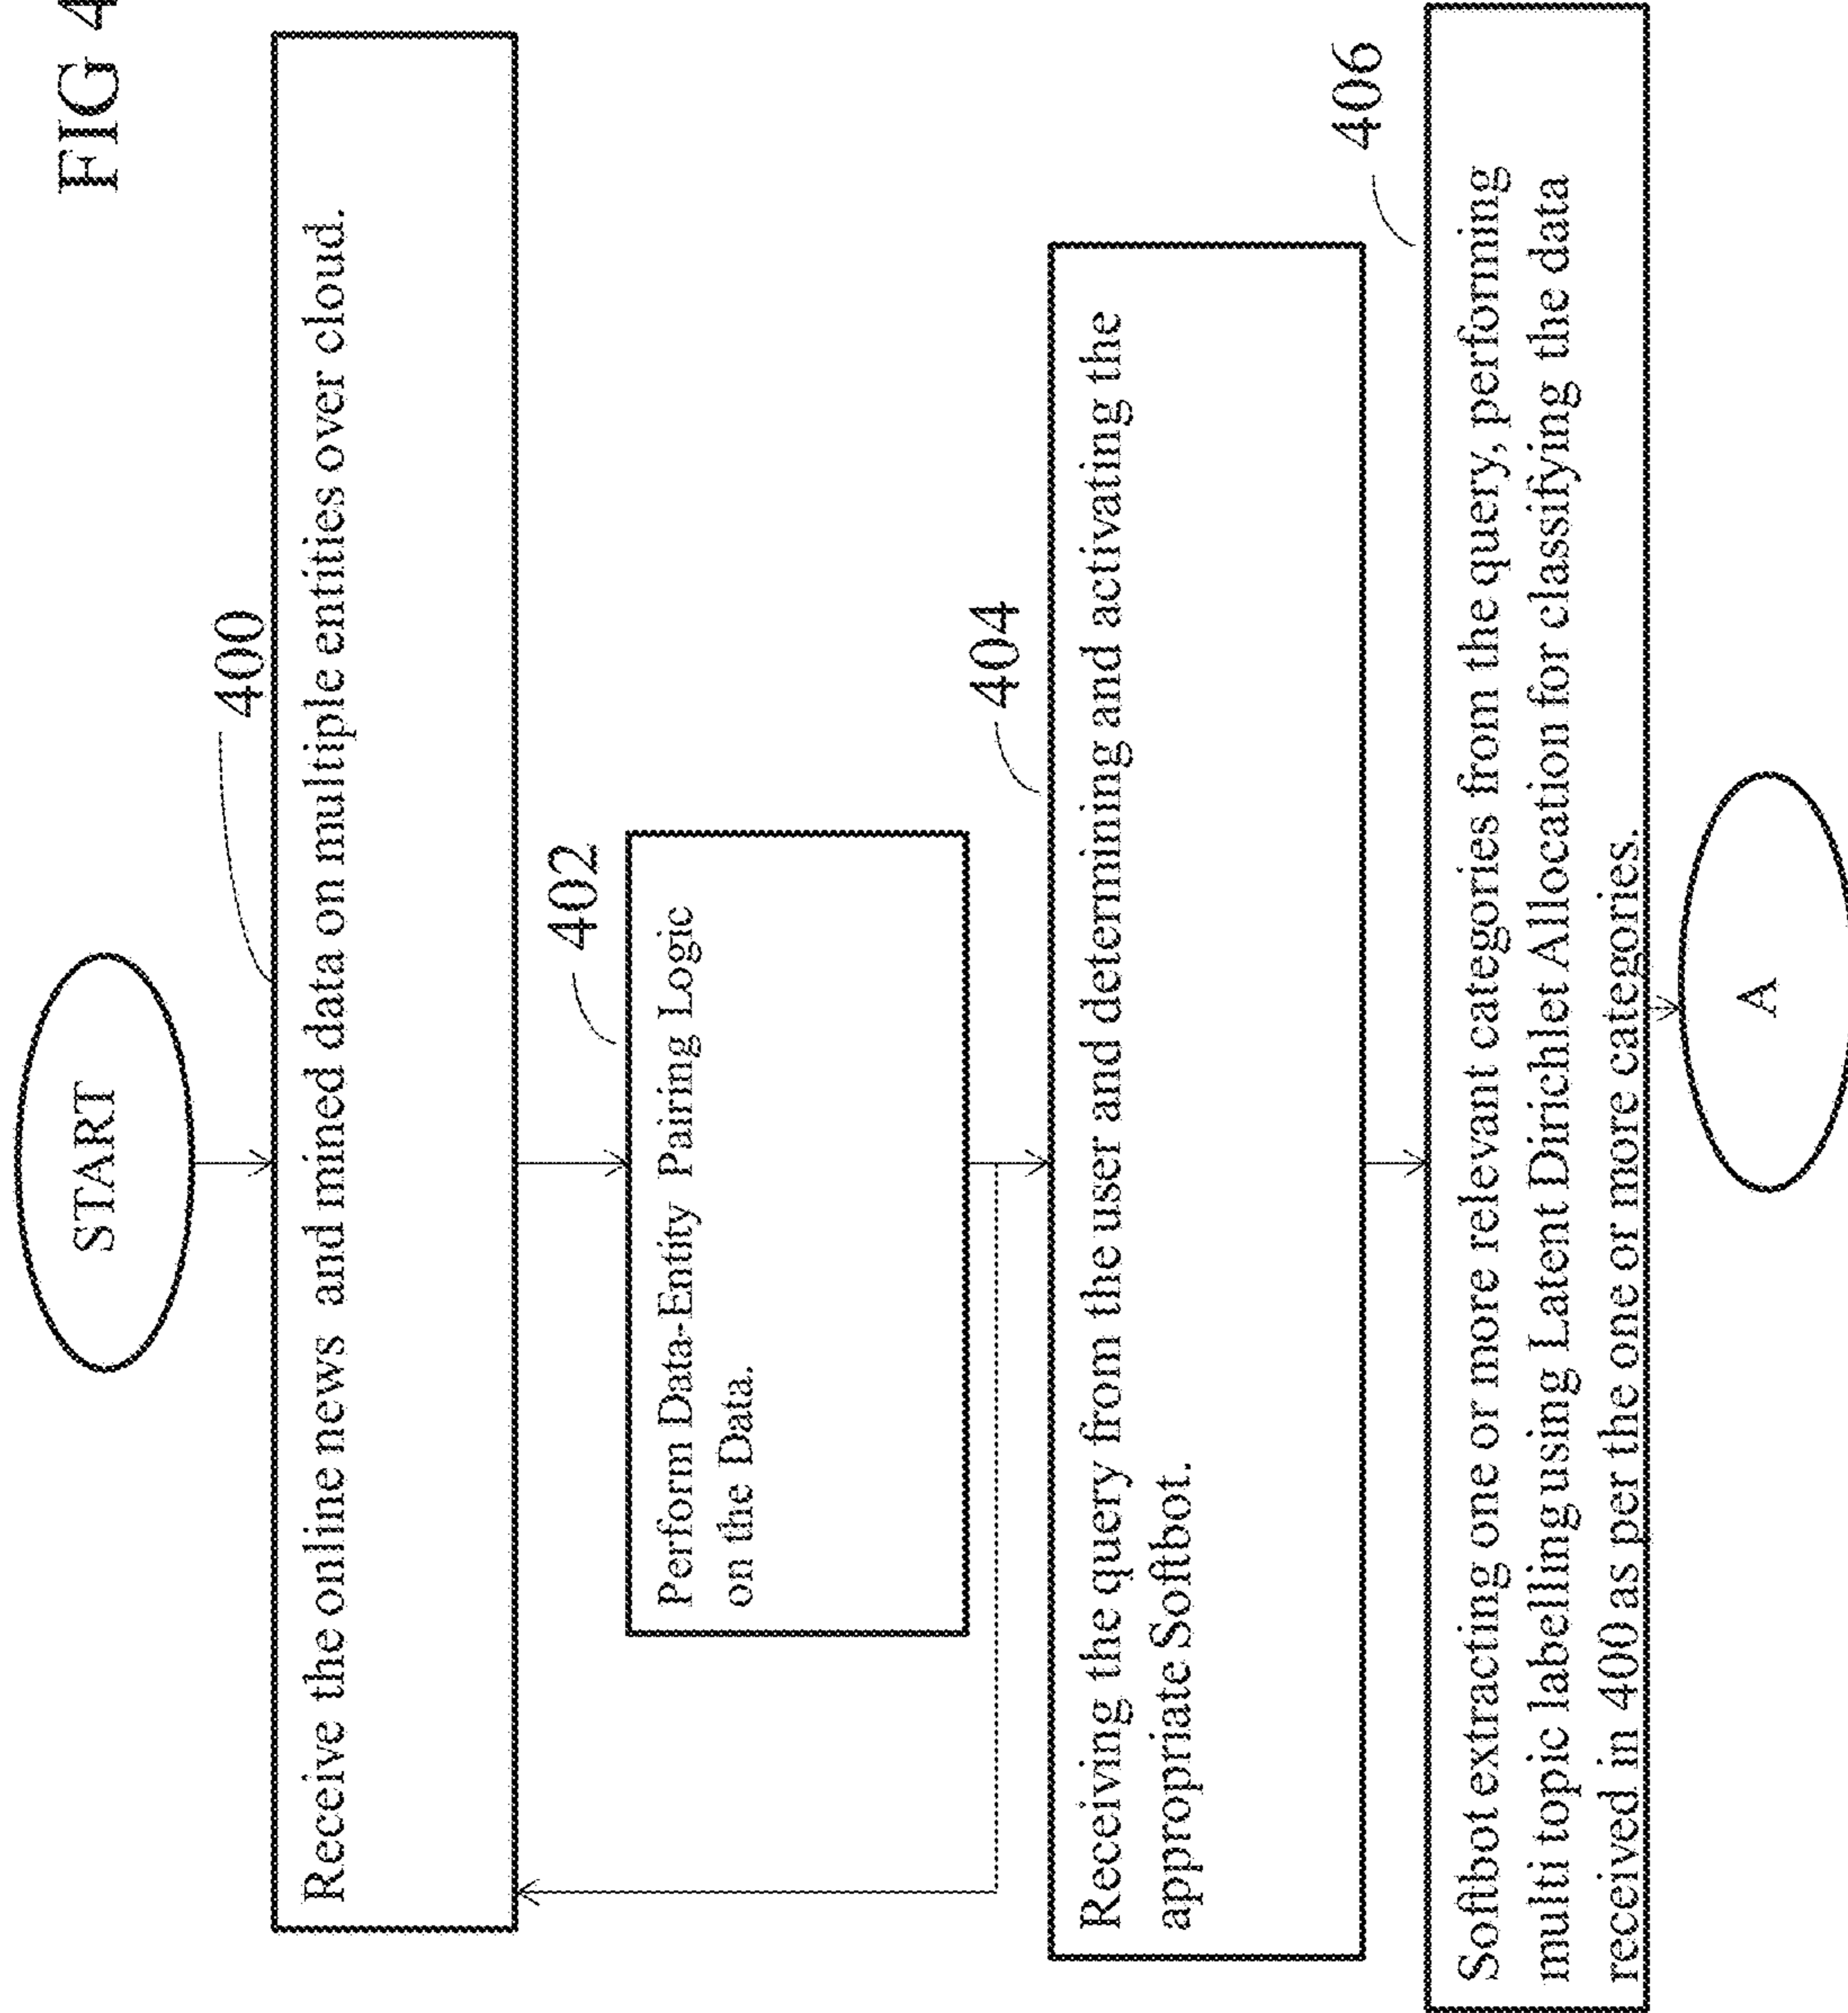 FIG 4
START
400
Receive the online news and mined data on multiple entities over cloud.
402
Perform Data-Entity Pairing Logic
on the Data.
404
Receiving the query from the user and determining and activating the
appropriate Softbot.
406
Softbot extracting one or more relevant categories from the query, performing
multi topic labelling using Latent Dirichlet Allocation for classifying the data
received in 400 as per the one or more categories.
A